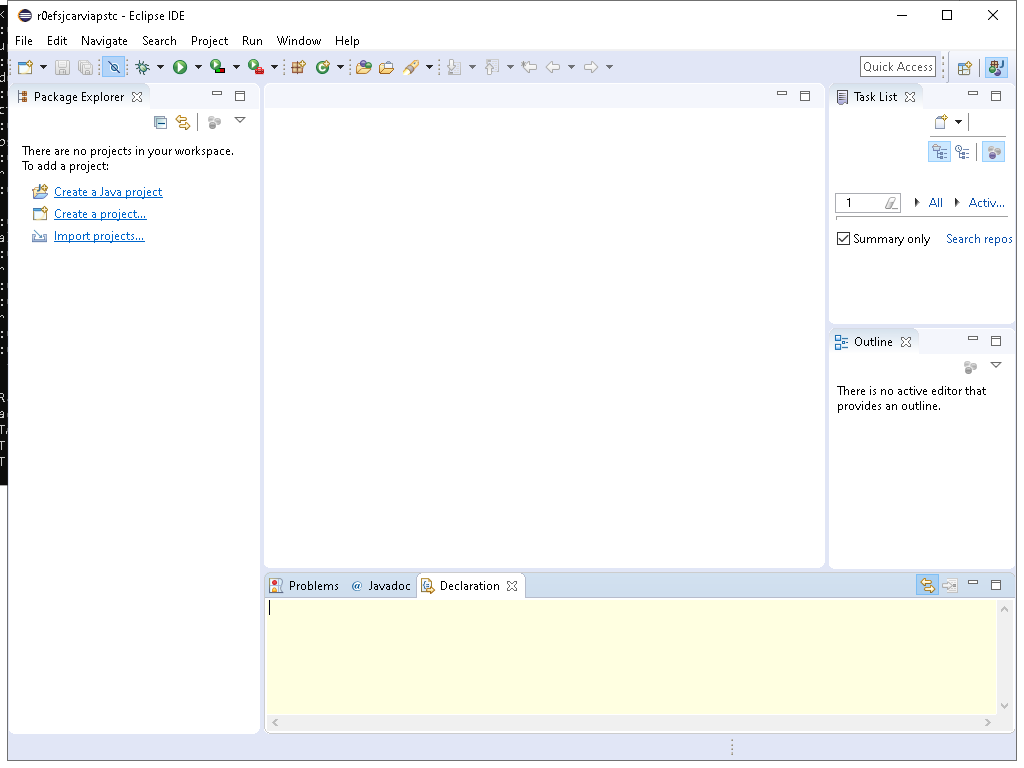 r0efsjcarviapstc - Eclipse IDE
File Edit Navigate Search Project Run Window Help
Quick Access
Package Explorer
Task List
There are no projects in your workspace.
To add a project:
Create a Java project
Create a project...
Import projects...
1 All Activ...
Summary only Search repos
Outline
There is no active editor that
provides an outline.
Problems @ Javadoc Declaration